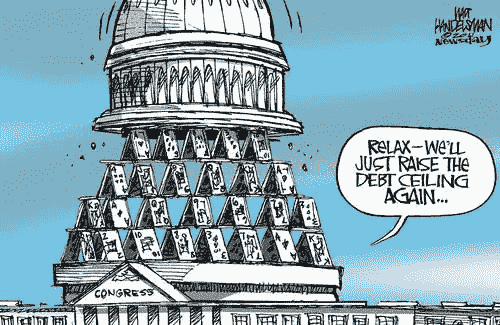 WALT
HANDELSMAN
NEWSDAY
RELAX—WE'LL
JUST RAISE THE
DEBT CEILING
AGAIN...
CONGRESS